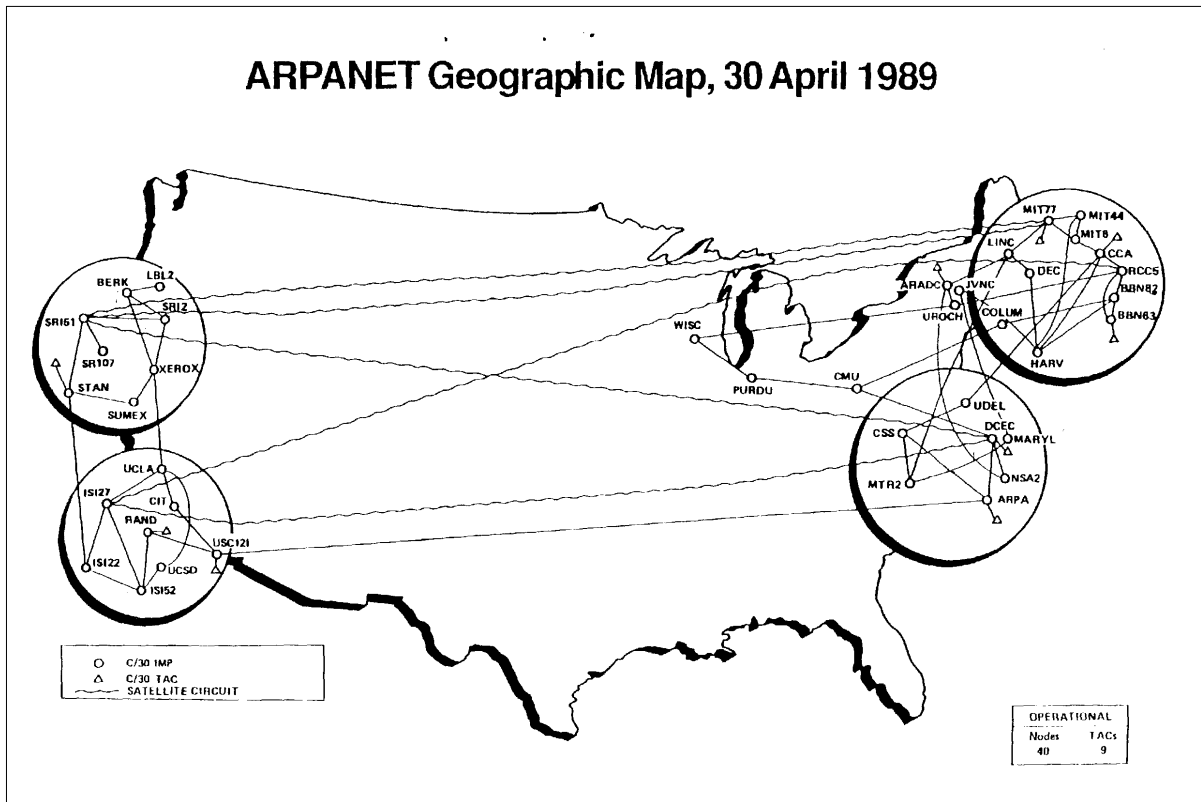 ARPANET Geographic Map, 30 April 1989
MIT77
MIT44
MIT6
LINC
CCA
DEC
RCC5
BBN82
BBN63
HARV
COLUM
ARADC
JVNC
UROCH
LBL2
BERK
SRI2
SRI51
SR107
XEROX
STAN
SUMEX
WISC
PURDU
CMU
UDEL
CSS
DCEC
MARYL
MTR2
NSA2
ARPA
UCLA
ISI27
CIT
RAND
USC121
ISI22
UCSD
ISI52
C/30 IMP
C/30 TAC
SATELLITE CIRCUIT
OPERATIONAL
Nodes TACs
40 9